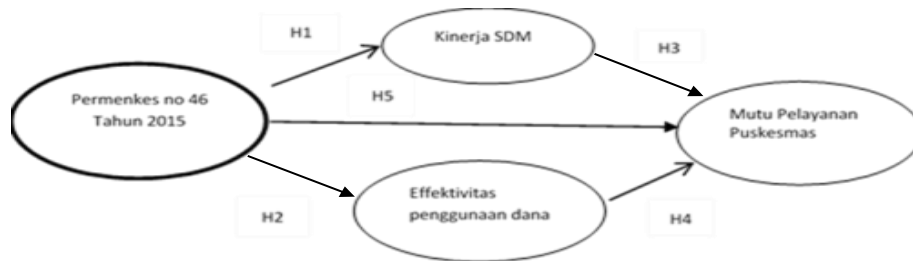 H1
Kinerja SDM
H3
Permenkes no 46
Tahun 2015
H5
Mutu Pelayanan
Puskesmas
Effektivitas
penggunaan dana
H2
H4